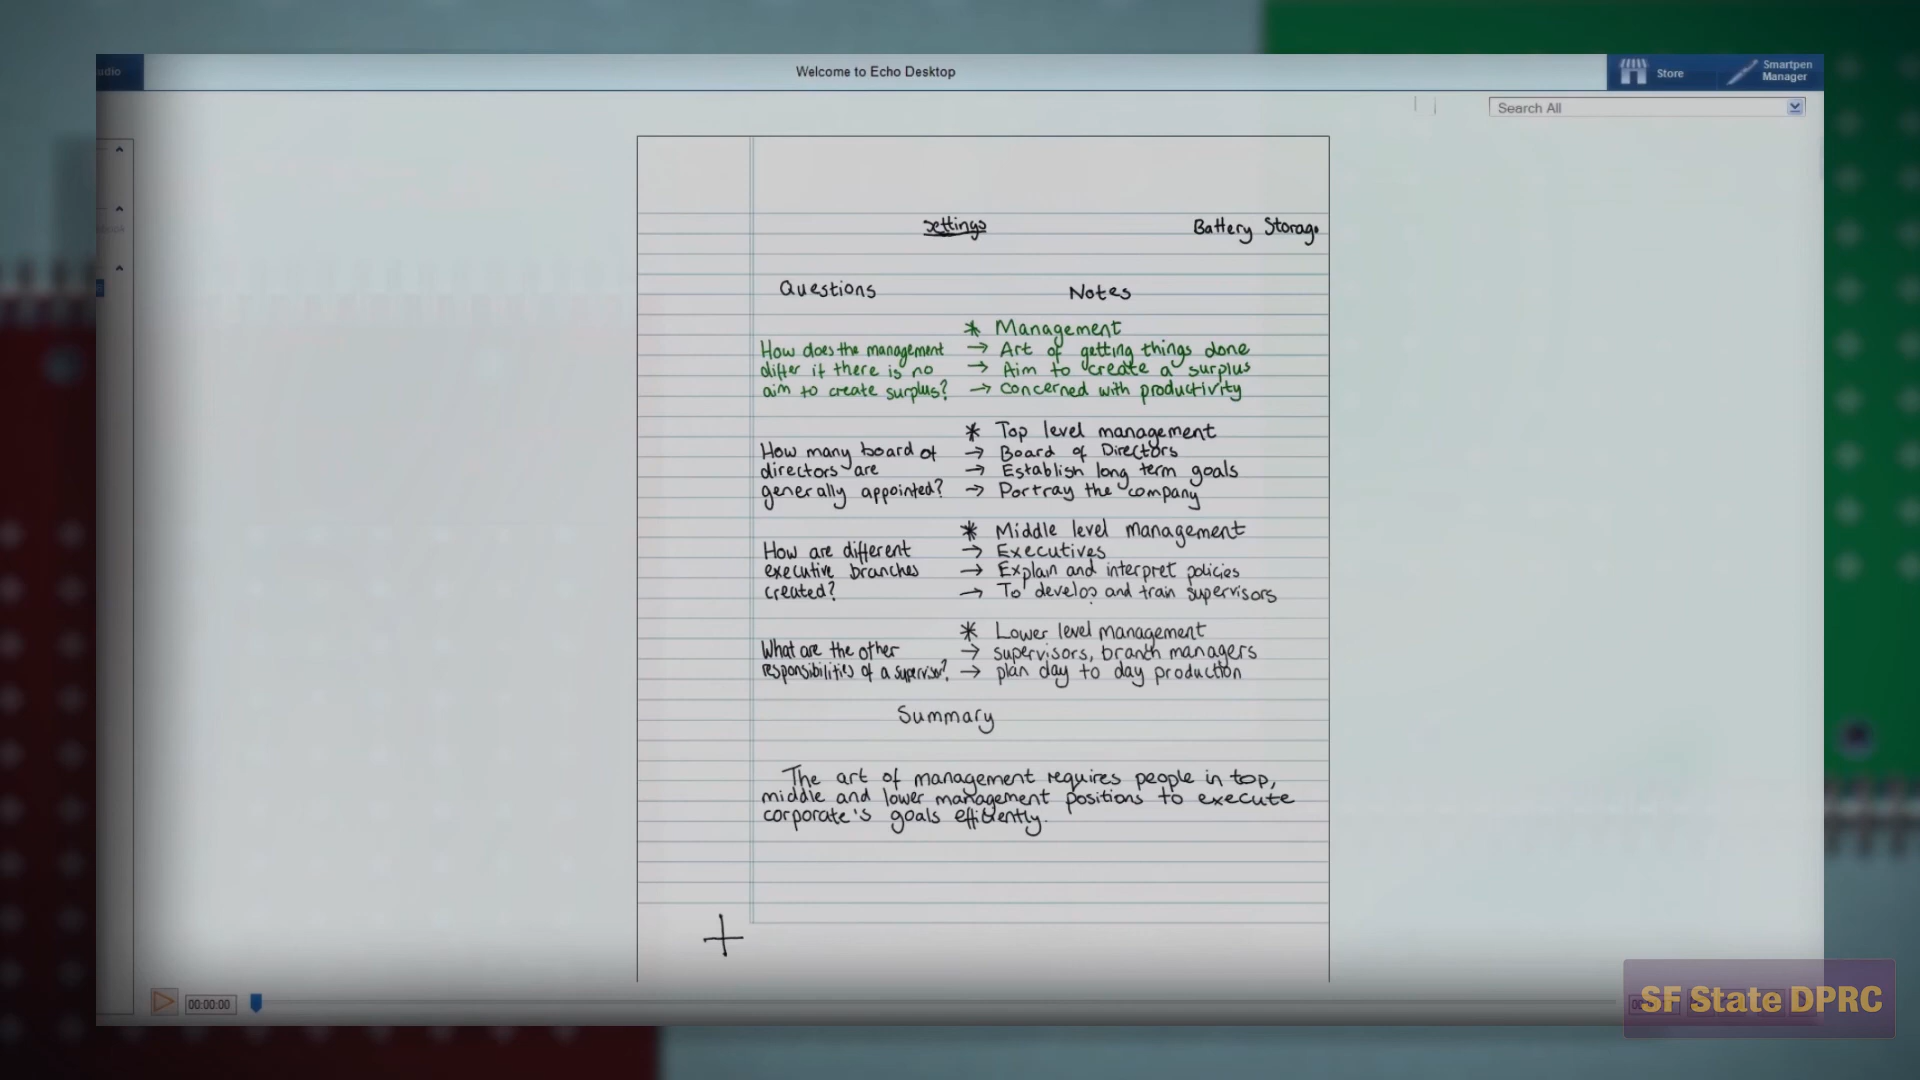 udio
Welcome to Echo Desktop
Store
Smartpen
Manager
Search All
settings
Battery Storag
Questions
Notes
* Management
How does the management → Art of getting things done
differ if there is no → Aim to create a surplus
aim to create surplus? → Concerned with productivity
* Top level management
How many board of → Board of Directors
directors are → Establish long term goals
generally appointed? → Portray the company
* Middle level management
How are different → Executives
executive branches → Explain and interpret policies
created? → To develop and train supervisors
* Lower level management
What are the other → supervisors, branch managers
responsibilities of a supervisor? → plan day to day production
Summary
The art of management requires people in top,
middle and lower management positions to execute
corporate's goals efficiently.
00:00:00
SF State DPRC